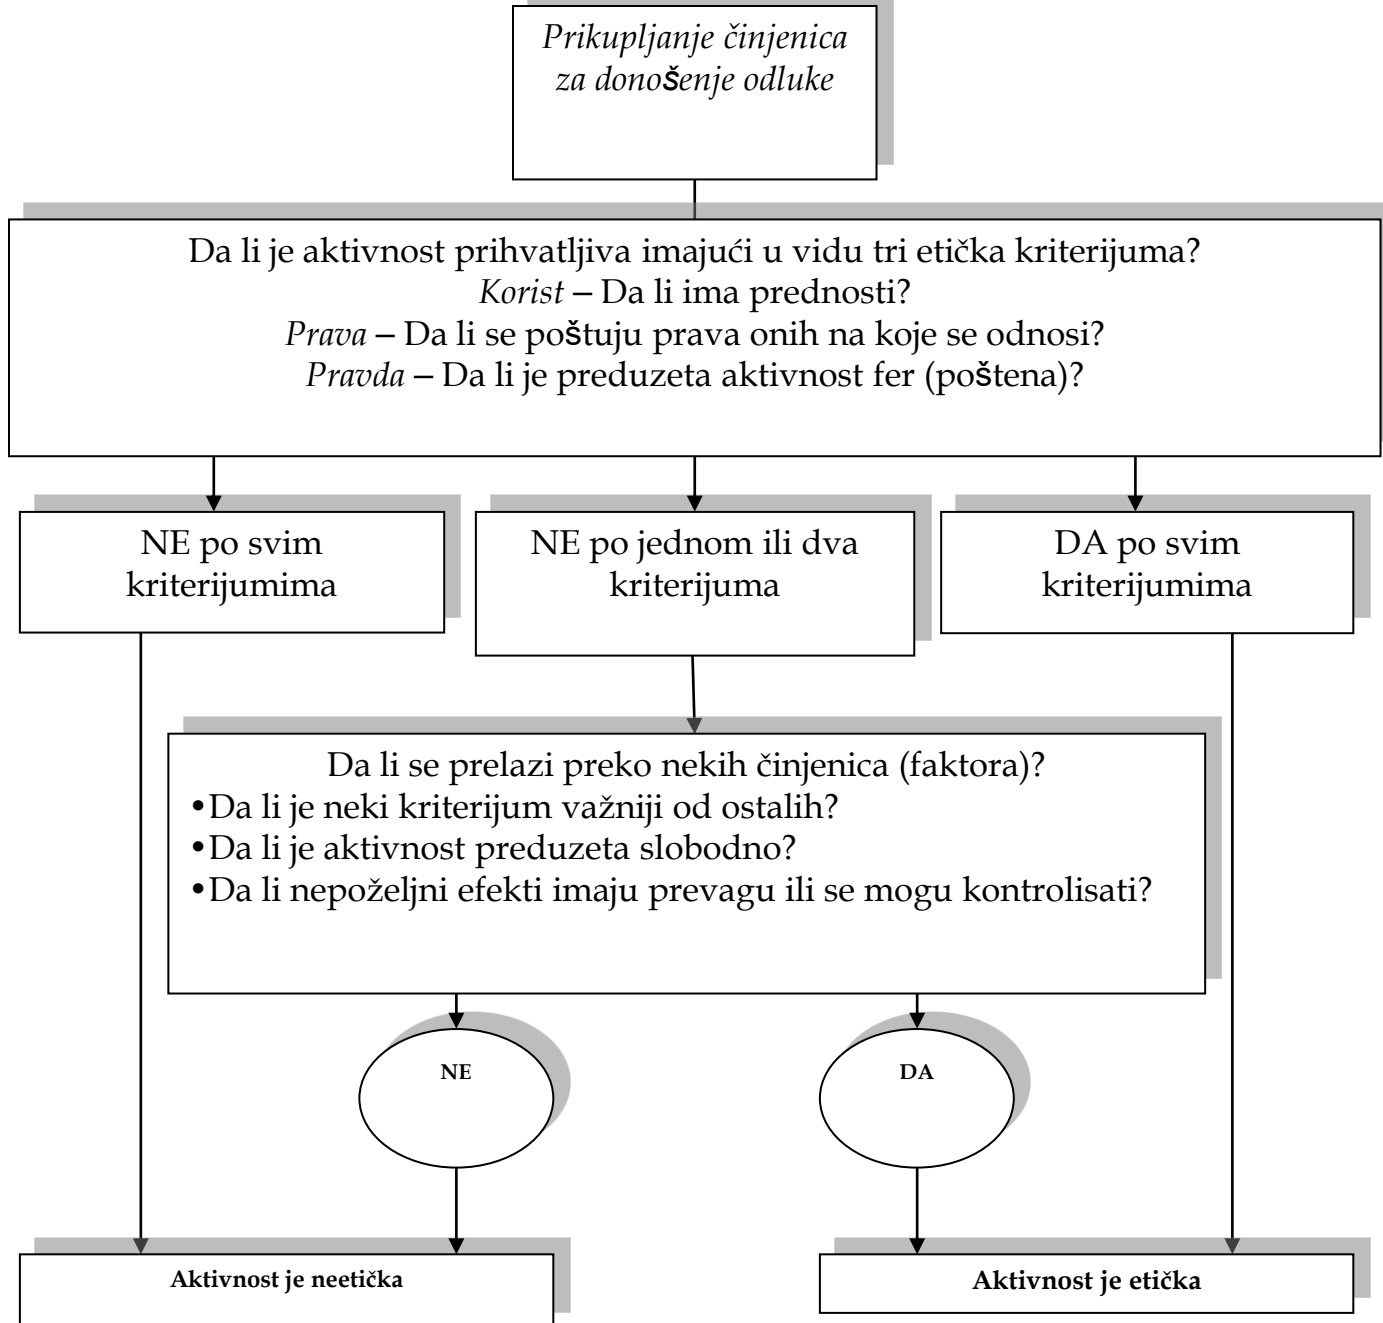 Prikupljanje činjenica
za donošenje odluke
Da li je aktivnost prihvatljiva imajući u vidu tri etička kriterijuma?
Korist – Da li ima prednosti?
Prava – Da li se poštuju prava onih na koje se odnosi?
Pravda – Da li je preduzeta aktivnost fer (poštena)?
NE po svim
kriterijumima
NE po jednom ili dva
kriterijuma
DA po svim
kriterijumima
Da li se prelazi preko nekih činjenica (faktora)?
•Da li je neki kriterijum važniji od ostalih?
•Da li je aktivnost preduzeta slobodno?
•Da li nepoželjni efekti imaju prevagu ili se mogu kontrolisati?
NE
DA
Aktivnost je neetička
Aktivnost je etička